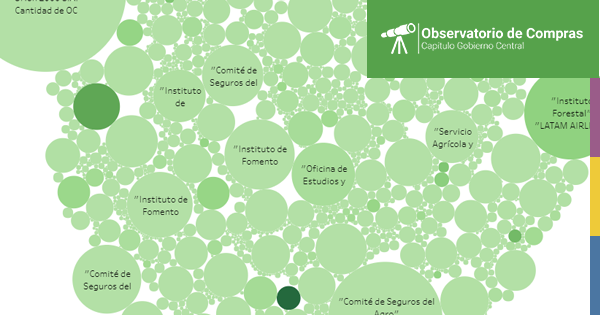 Cantidad de OC
Observatorio de Compras
Capítulo Gobierno Central
"Comité de
Seguros del
"Instituto
de
"Instituto
Forestal"
"LATAM AIRLI
"Servicio
Agrícola y
"Instituto de
Fomento
"Oficina de
Estudios y
"Instituto de
Fomento
"Comité de
Seguros del
"Comité de Seguros del
Agro"